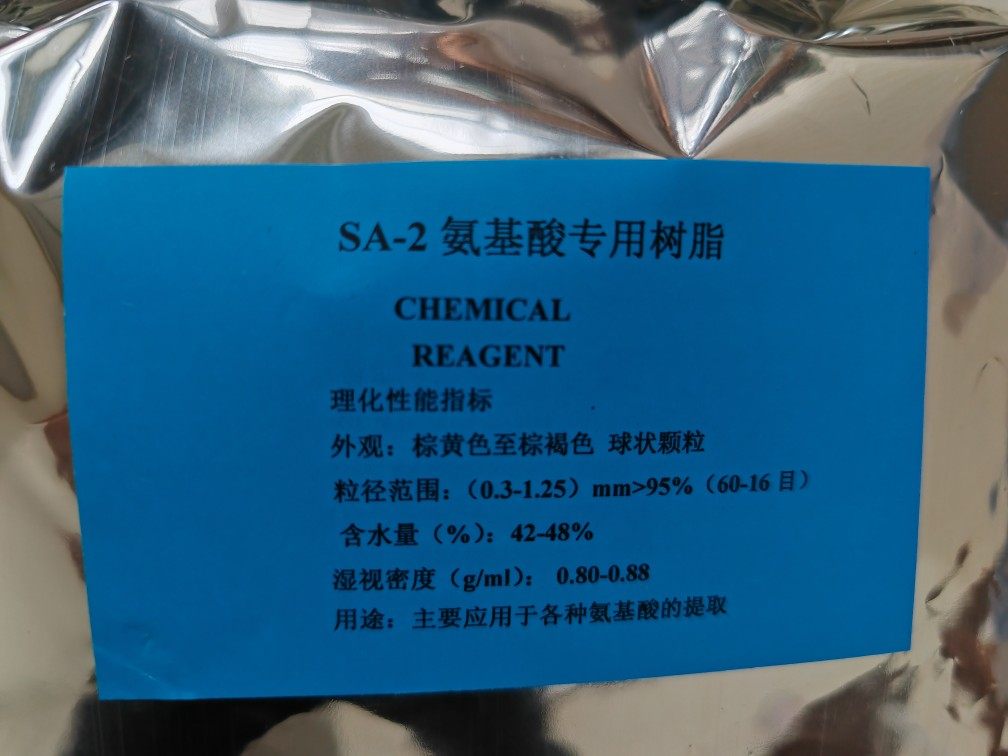 SA-2 氨基酸专用树脂
CHEMICAL
REAGENT
理化性能指标
外观：棕黄色至棕褐色 球状颗粒
粒径范围：（0.3-1.25）mm>95%（60-16 目）
含水量（%）：42-48%
湿视密度（g/ml）： 0.80-0.88
用途：主要应用于各种氨基酸的提取